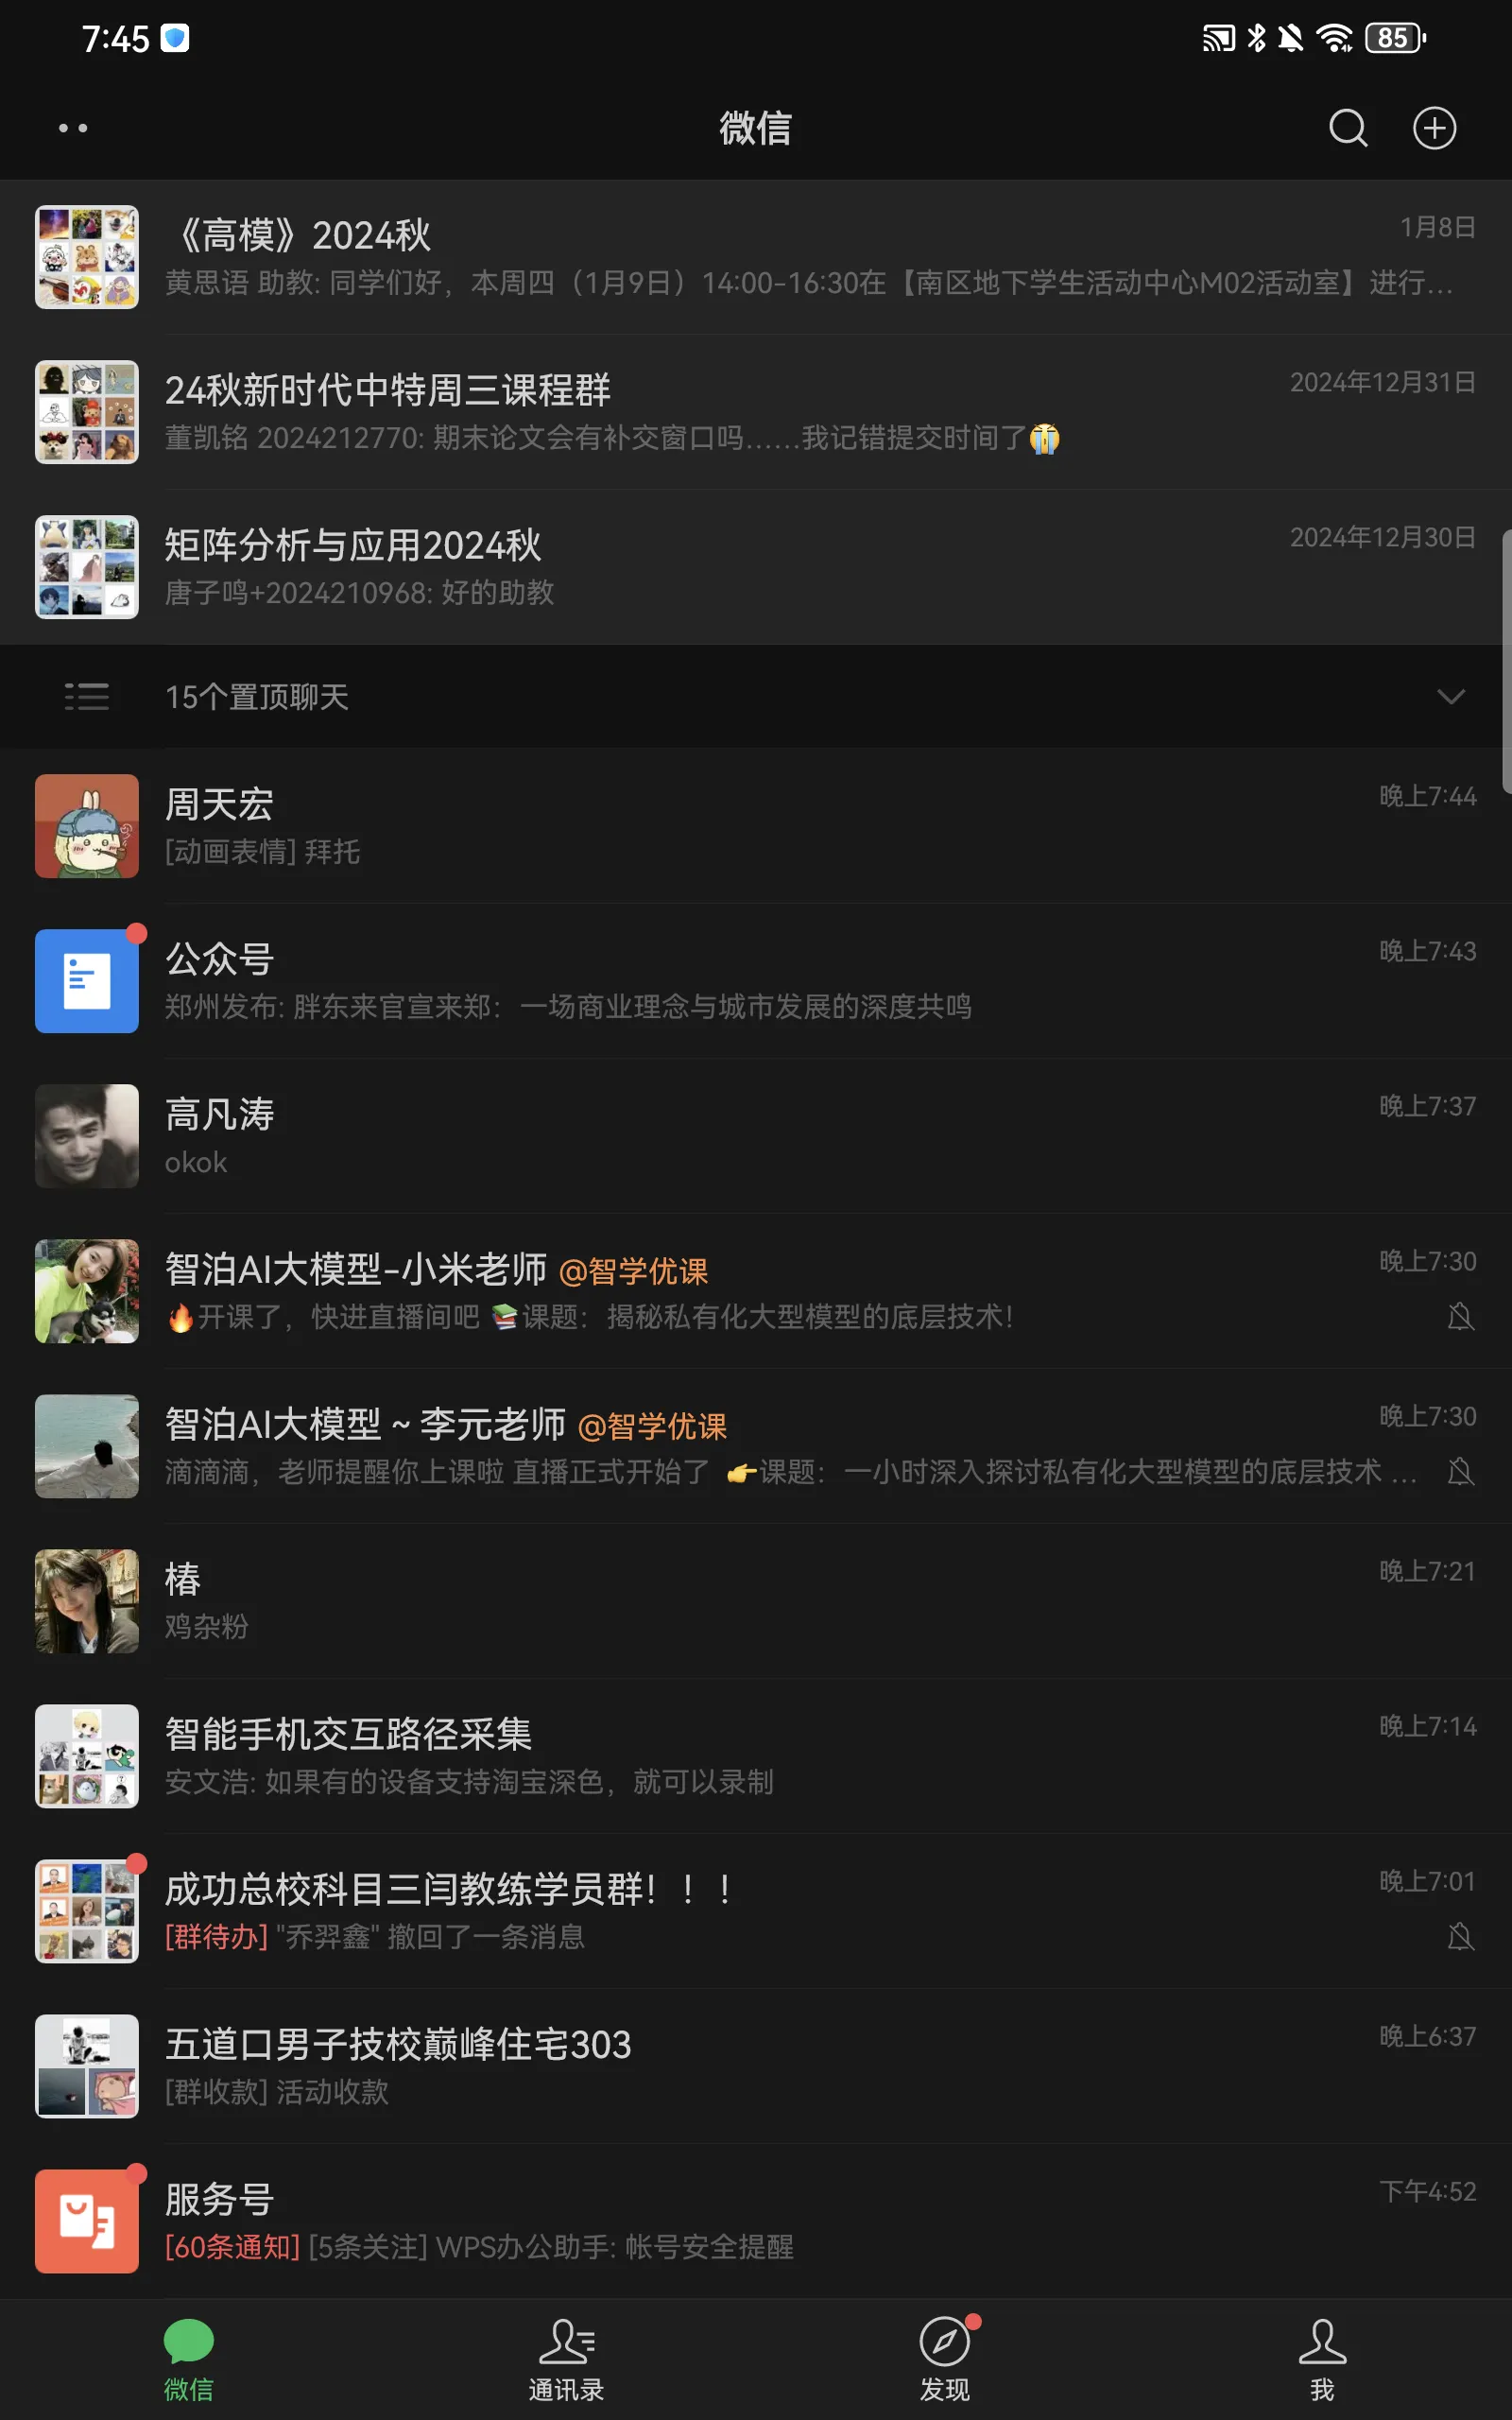 7:45
85
微信
《高模》2024秋
1月8日
黄思语 助教: 同学们好，本周四（1月9日）14:00-16:30在【南区地下学生活动中心M02活动室】进行...
24秋新时代中特周三课程群
2024年12月31日
董凯铭 2024212770: 期末论文会有补交窗口吗……我记错提交时间了😭
矩阵分析与应用2024秋
2024年12月30日
唐子鸣+2024210968: 好的助教
15个置顶聊天
周天宏
晚上7:44
[动画表情] 拜托
公众号
晚上7:43
郑州发布: 胖东来官宣来郑：一场商业理念与城市发展的深度共鸣
高凡涛
晚上7:37
okok
智泊AI大模型-小米老师 @智学优课
晚上7:30
🔥开课了，快进直播间吧 📚课题：揭秘私有化大型模型的底层技术！
智泊AI大模型 ~ 李元老师 @智学优课
晚上7:30
滴滴滴，老师提醒你上课啦 直播正式开始了 👉课题：一小时深入探讨私有化大型模型的底层技术 ...
椿
晚上7:21
鸡杂粉
智能手机交互路径采集
晚上7:14
安文浩: 如果有的设备支持淘宝深色，就可以录制
成功总校科目三闫教练学员群！！！
晚上7:01
[群待办] "乔羿鑫" 撤回了一条消息
五道口男子技校巅峰住宅303
晚上6:37
[群收款] 活动收款
服务号
下午4:52
[60条通知] [5条关注] WPS办公助手: 帐号安全提醒
微信
通讯录
发现
我